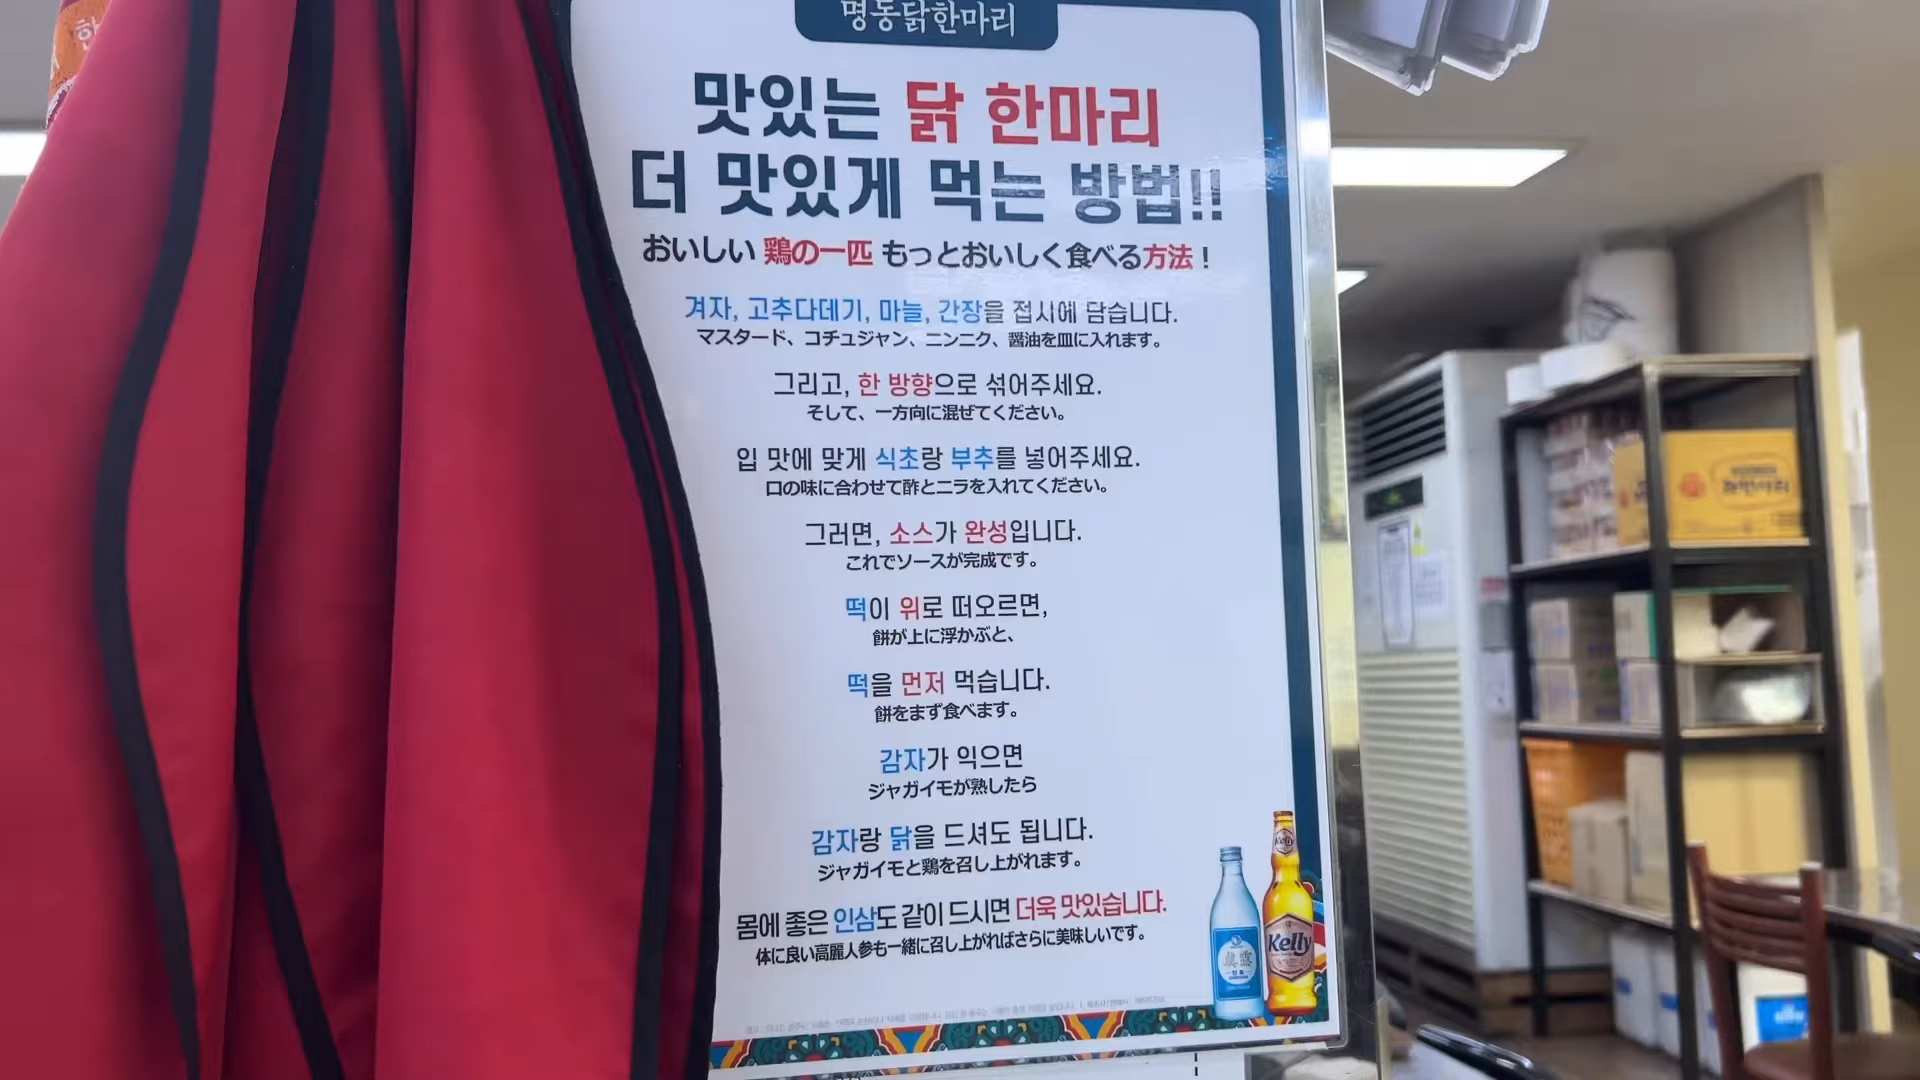 명동닭한마리
맛있는 닭 한마리
더 맛있게 먹는 방법!!
おいしい 鶏の一匹 もっとおいしく食べる方法！
겨자, 고추다데기, 마늘, 간장을 접시에 담습니다.
マスタード、コチュジャン、ニンニク、醤油を皿に入れます。
그리고, 한 방향으로 섞어주세요.
そして、一方向に混ぜてください。
입 맛에 맞게 식초랑 부추를 넣어주세요.
口の味に合わせて酢とニラを入れてください。
그러면, 소스가 완성입니다.
これでソースが完成です。
떡이 위로 떠오르면,
餅が上に浮かぶと、
떡을 먼저 먹습니다.
餅をまず食べます。
감자가 익으면
ジャガイモが熟したら
감자랑 닭을 드셔도 됩니다.
ジャガイモと鶏を召し上がれます。
몸에 좋은 인삼도 같이 드시면 더욱 맛있습니다.
体に良い高麗人参も一緒に召し上がればさらに美味しいです。
Kelly
Kelly
한